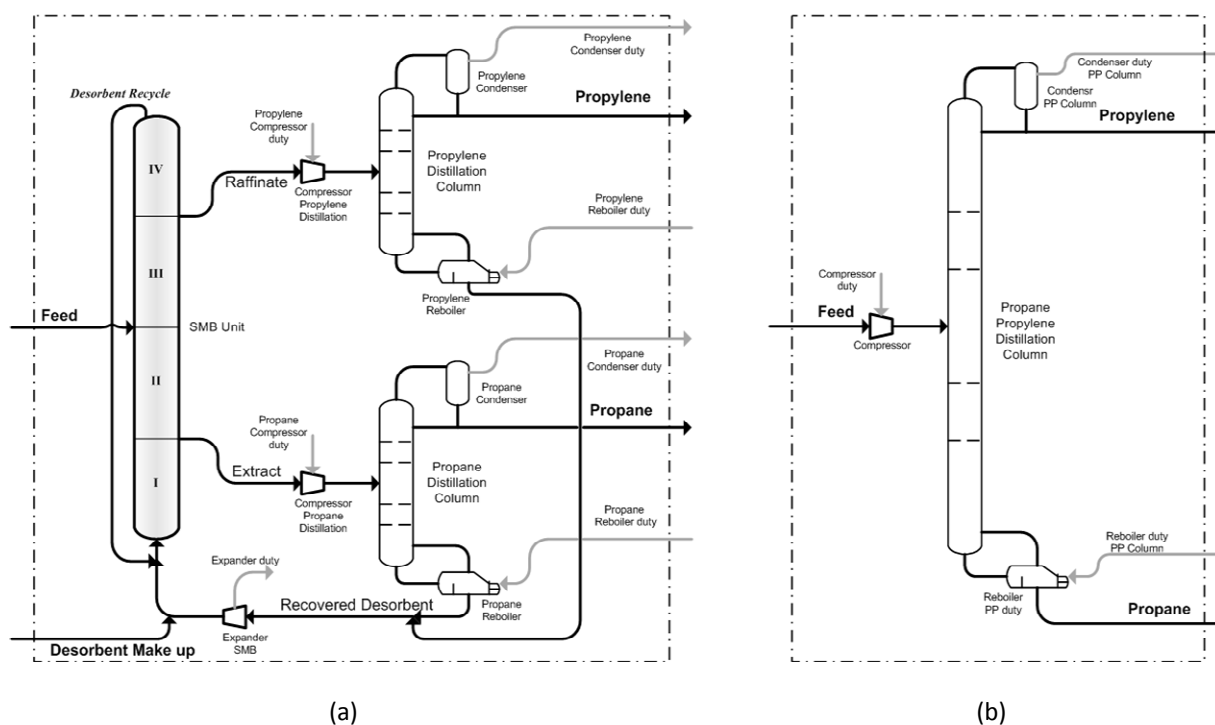 Desorbent Recycle
IV
III
II
I
Feed
SMB Unit
Raffinate
Propylene
Compressor
duty
Compressor
Propylene
Distillation
Propylene
Condenser duty
Propylene
Condenser
Propylene
Propylene
Distillation
Column
Propylene
Reboiler duty
Propylene
Reboiler
Extract
Propane
Compressor
duty
Compressor
Propane
Distillation
Propane
Condenser duty
Propane
Condenser
Propane
Propane
Distillation
Column
Propane
Reboiler duty
Propane
Reboiler
Expander duty
Recovered Desorbent
Expander
SMB
Desorbent Make up
(a)
Condenser duty
PP Column
Condensr
PP Column
Propylene
Compressor
duty
Feed
Compressor
Propane
Propylene
Distillation
Column
Reboiler duty
PP Column
Reboiler
PP duty
Propane
(b)